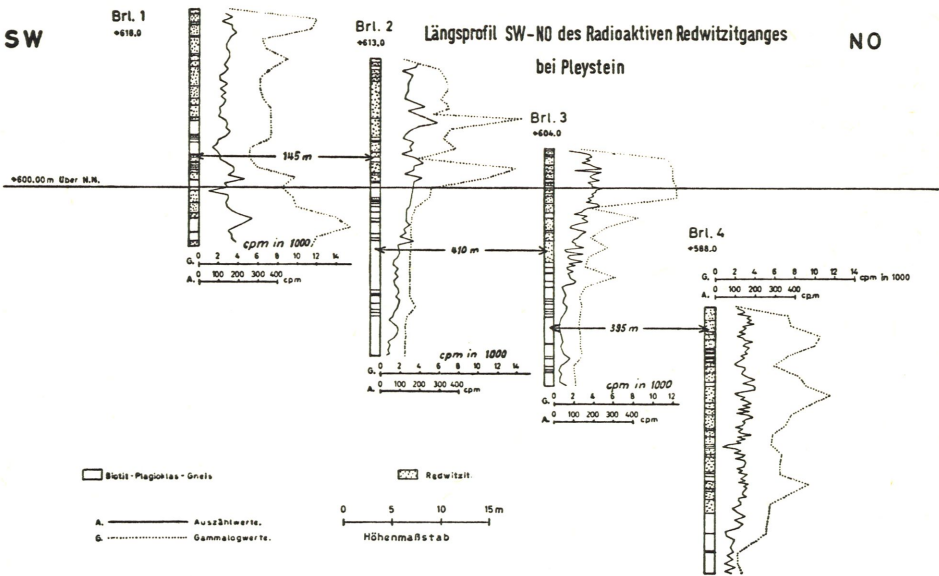 SW
Brl. 1
+618,0
Brl. 2
+613,0
Längsprofil SW-NO des Radioaktiven Redwitzitganges
bei Pleystein
NO
Brl. 3
+604,0
145 m
+600.00m über N.N.
Brl. 4
+588,0
cpm in 1000
G. 0 2 4 6 8 10 12 14
A. 0 100 200 300 400 cpm
410 m
G. 0 2 4 6 8 10 12 14 cpm in 1000
A. 0 100 200 300 400 cpm
395 m
cpm in 1000
G. 0 2 4 6 8 10 12 14
A. 0 100 200 300 400 cpm
cpm in 1000
G. 0 2 4 6 8 10 12
A. 0 100 200 300 400 cpm
Biotit-Plagioklas-Gneis
Redwitzit.
A. Auszählwerte.
G. Gammalogwerte.
0 5 10 15 m
Höhenmaßstab